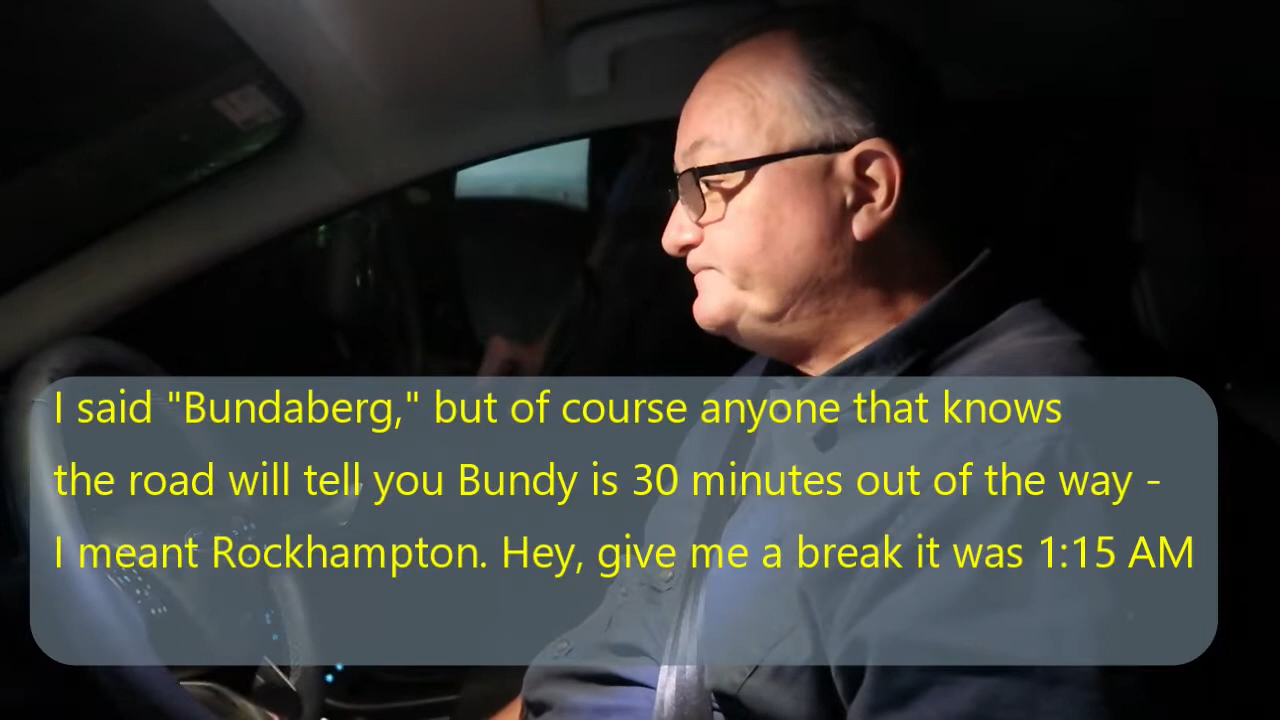 I said "Bundaberg," but of course anyone that knows
the road will tell you Bundy is 30 minutes out of the way -
I meant Rockhampton. Hey, give me a break it was 1:15 AM